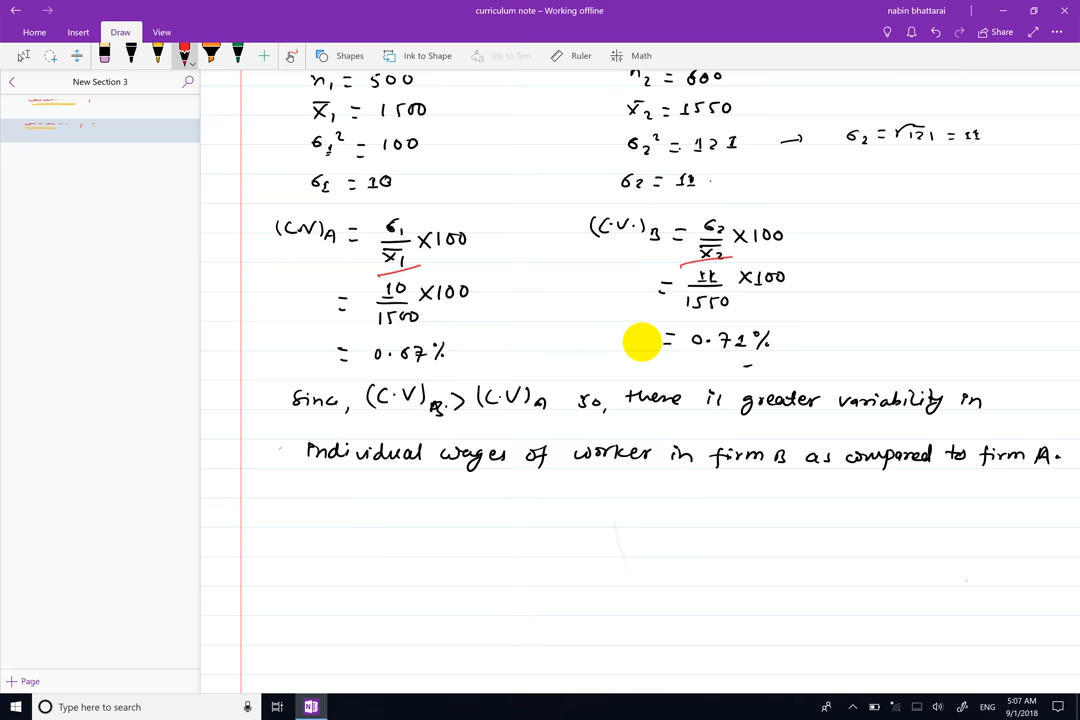 curriculum note – Working offline
nabin bhattarai
Home Insert Draw View
Share
Shapes Ink to Shape Ink to Text Ruler Math
New Section 3
n₁ = 500
n₂ = 600
x̄₁ = 1500
x̄₂ = 1550
σ₁² = 100
σ₂² = 121 → σ₂ = √121 = 11
σ₁ = 10
σ₂ = 11
(C.V)A = σ₁/x̄₁ × 100
(C.V.)B = σ₂/x̄₂ × 100
= 10/1500 × 100
= 11/1550 × 100
= 0.67%
= 0.71%
Sinc, (C.V)B > (C.V)A so, there is greater variability in
individual wages of worker in firm B as compared to firm A.
+ Page
Type here to search
ENG
5:07 AM
9/1/2018